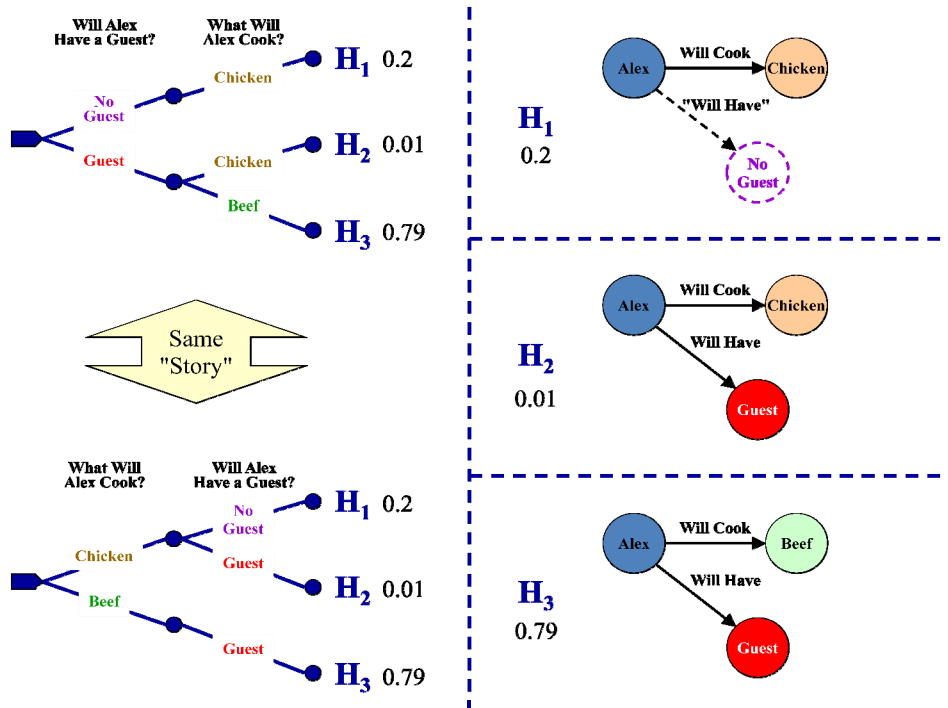 Will Alex
Have a Guest?
What Will
Alex Cook?
No
Guest
Guest
Chicken
Chicken
Beef
H1 0.2
H2 0.01
H3 0.79
Same
"Story"
What Will
Alex Cook?
Will Alex
Have a Guest?
Chicken
Beef
No
Guest
Guest
Guest
H1 0.2
H2 0.01
H3 0.79
H1
0.2
Alex
Will Cook
Chicken
"Will Have"
No
Guest
H2
0.01
Alex
Will Cook
Chicken
Will Have
Guest
H3
0.79
Alex
Will Cook
Beef
Will Have
Guest